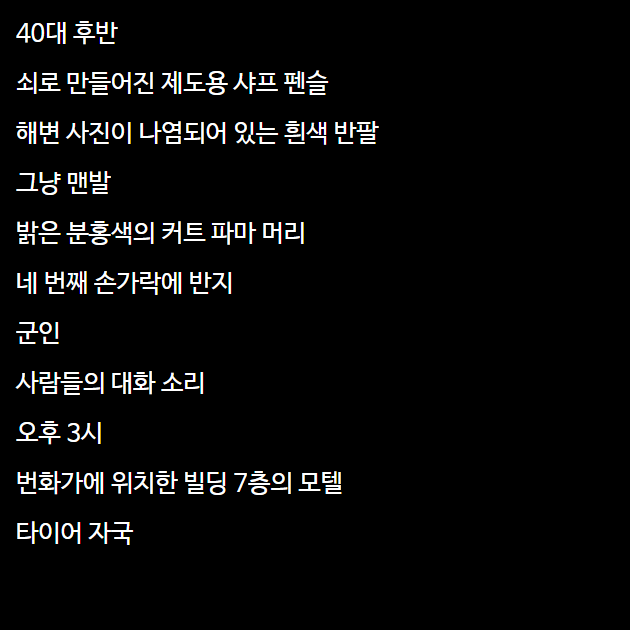 40대 후반
쇠로 만들어진 제도용 샤프 펜슬
해변 사진이 나염되어 있는 흰색 반팔
그냥 맨발
밝은 분홍색의 커트 파마 머리
네 번째 손가락에 반지
군인
사람들의 대화 소리
오후 3시
번화가에 위치한 빌딩 7층의 모텔
타이어 자국